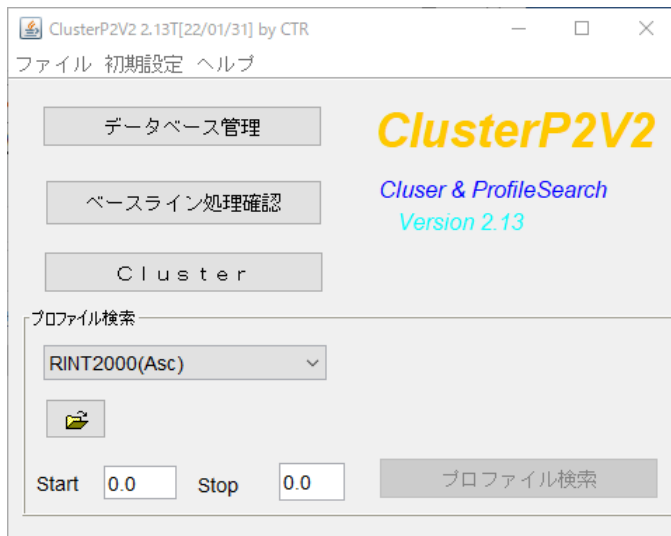 ClusterP2V2 2.13T[22/01/31] by CTR
ファイル 初期設定 ヘルプ
データベース管理
ClusterP2V2
ベースライン処理確認
Cluser & ProfileSearch
Version 2.13
Ｃｌｕｓｔｅｒ
プロファイル検索
RINT2000(Asc)
Start 0.0 Stop 0.0 プロファイル検索